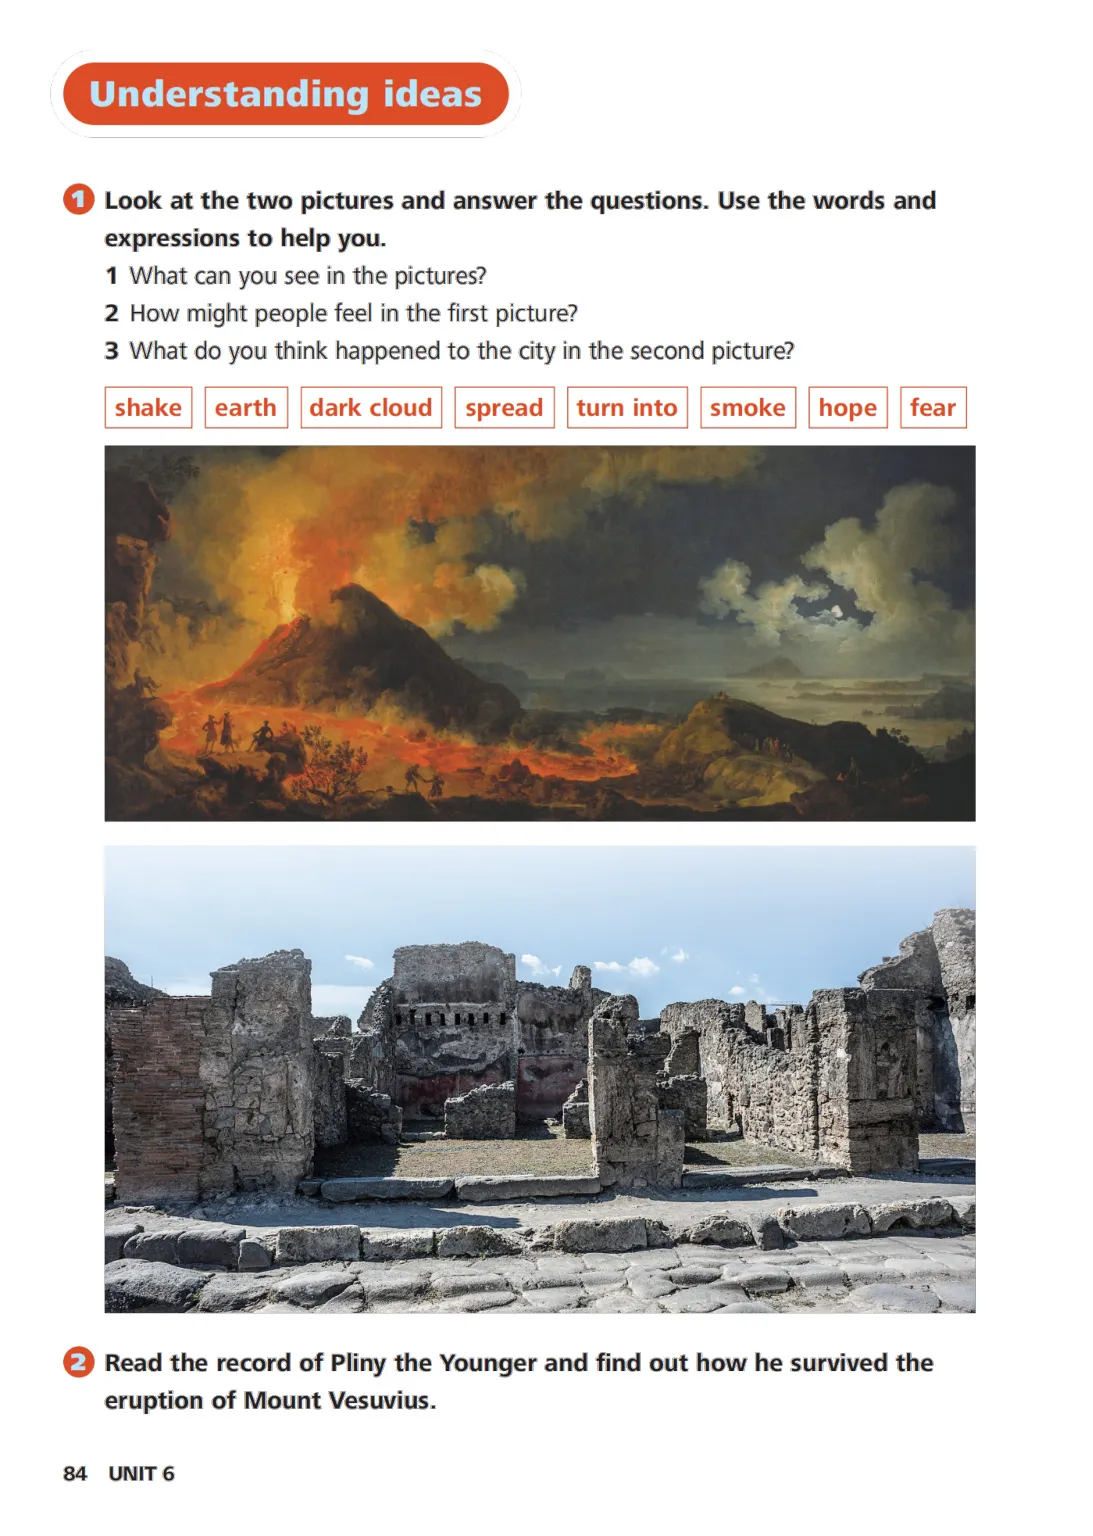 Understanding ideas
1 Look at the two pictures and answer the questions. Use the words and
expressions to help you.
1 What can you see in the pictures?
2 How might people feel in the first picture?
3 What do you think happened to the city in the second picture?
shake earth dark cloud spread turn into smoke hope fear
2 Read the record of Pliny the Younger and find out how he survived the
eruption of Mount Vesuvius.
84 UNIT 6